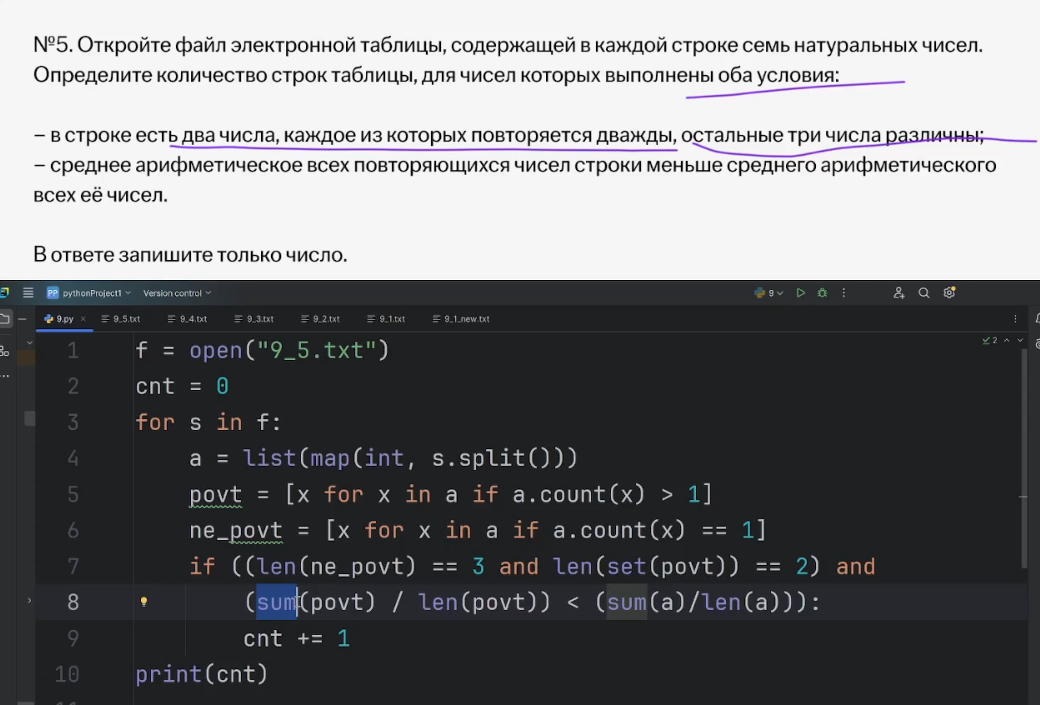 №5. Откройте файл электронной таблицы, содержащей в каждой строке семь натуральных чисел.
Определите количество строк таблицы, для чисел которых выполнены оба условия:
– в строке есть два числа, каждое из которых повторяется дважды, остальные три числа различны;
– среднее арифметическое всех повторяющихся чисел строки меньше среднего арифметического
всех её чисел.
В ответе запишите только число.
PP pythonProject1 Version control 9
9.py 9_5.txt 9_4.txt 9_3.txt 9_2.txt 9_1.txt 9_1_new.txt
1 f = open("9_5.txt") 2
2 cnt = 0
3 for s in f:
4 a = list(map(int, s.split()))
5 povt = [x for x in a if a.count(x) > 1]
6 ne_povt = [x for x in a if a.count(x) == 1]
7 if ((len(ne_povt) == 3 and len(set(povt)) == 2) and
8 (sum(povt) / len(povt)) < (sum(a)/len(a))):
9 cnt += 1
10 print(cnt)